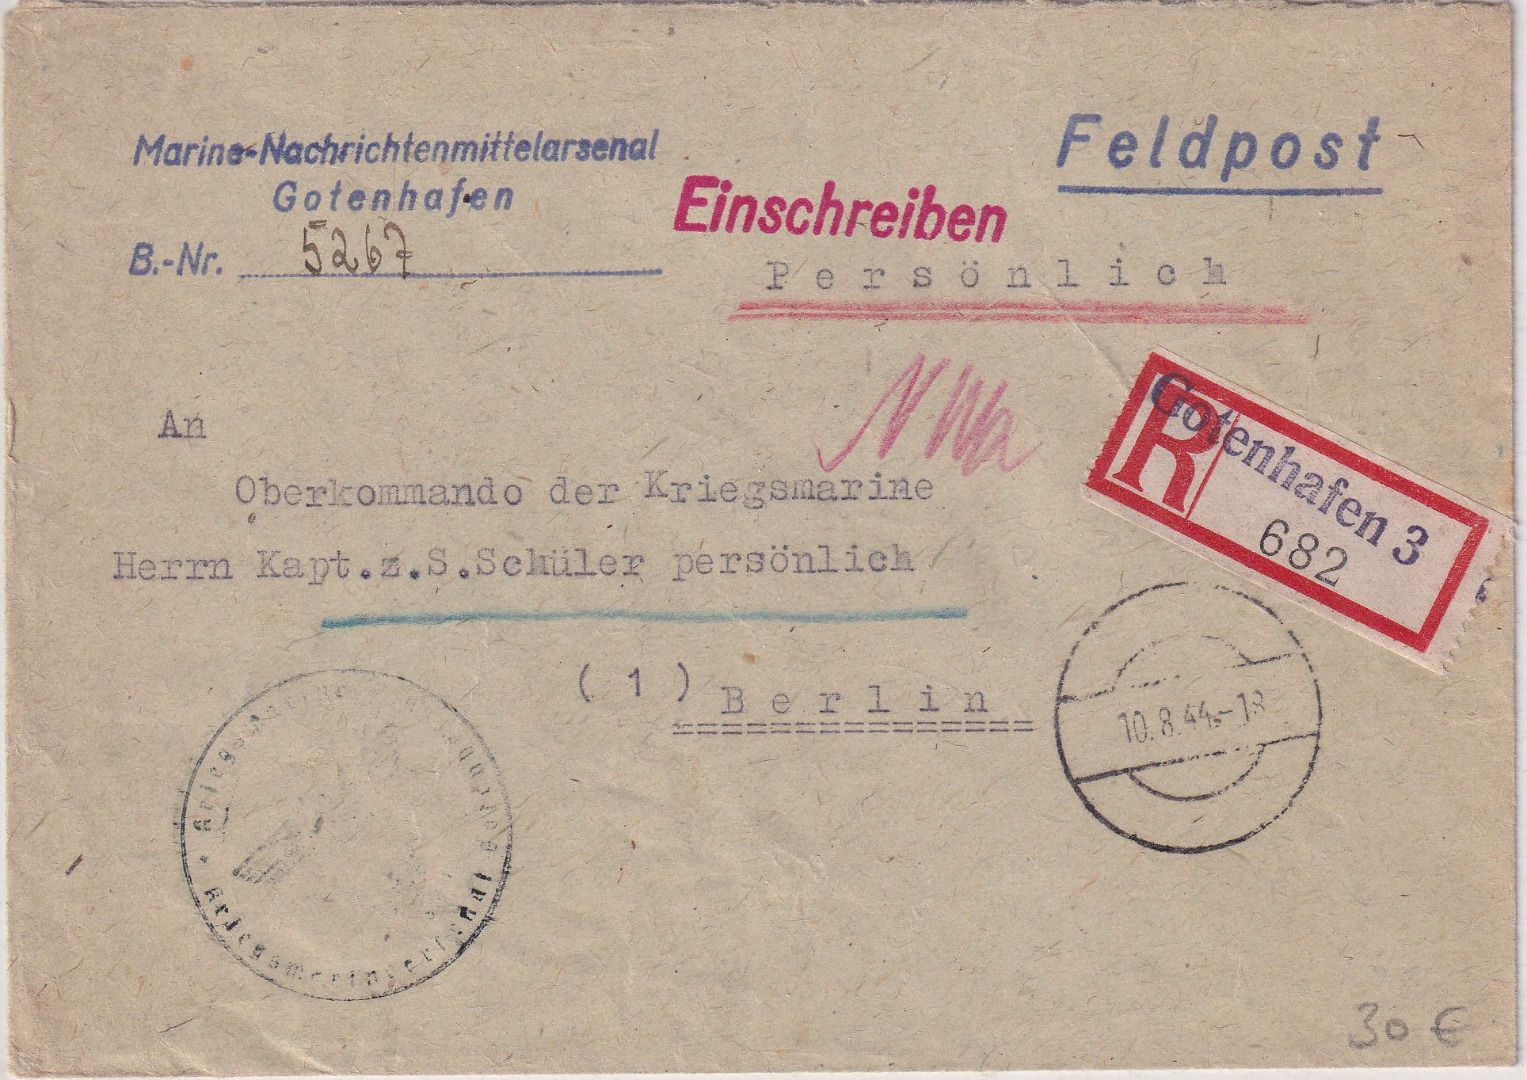 Marine-Nachrichtenmittelarsenal
Gotenhafen
B.-Nr. 5267
Feldpost
Einschreiben
Persönlich
R
Gotenhafen 3
682
An
Oberkommando der Kriegsmarine
Herrn Kapt.z.S.Schüler persönlich
(1) Berlin
10.8.44.-18
30 €